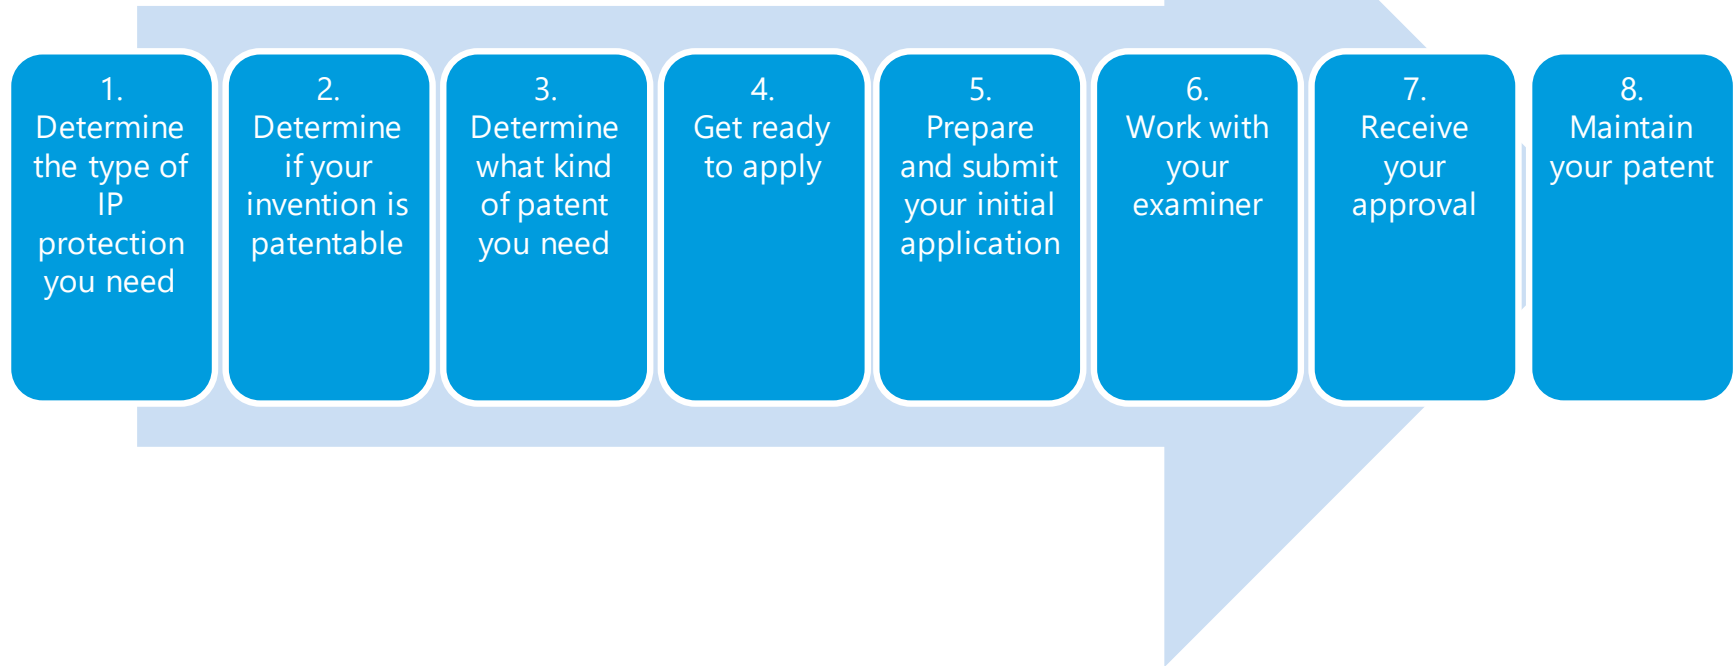 1.
Determine
the type of
IP
protection
you need
2.
Determine
if your
invention is
patentable
3.
Determine
what kind
of patent
you need
4.
Get ready
to apply
5.
Prepare
and submit
your initial
application
6.
Work with
your
examiner
7.
Receive
your
approval
8.
Maintain
your patent